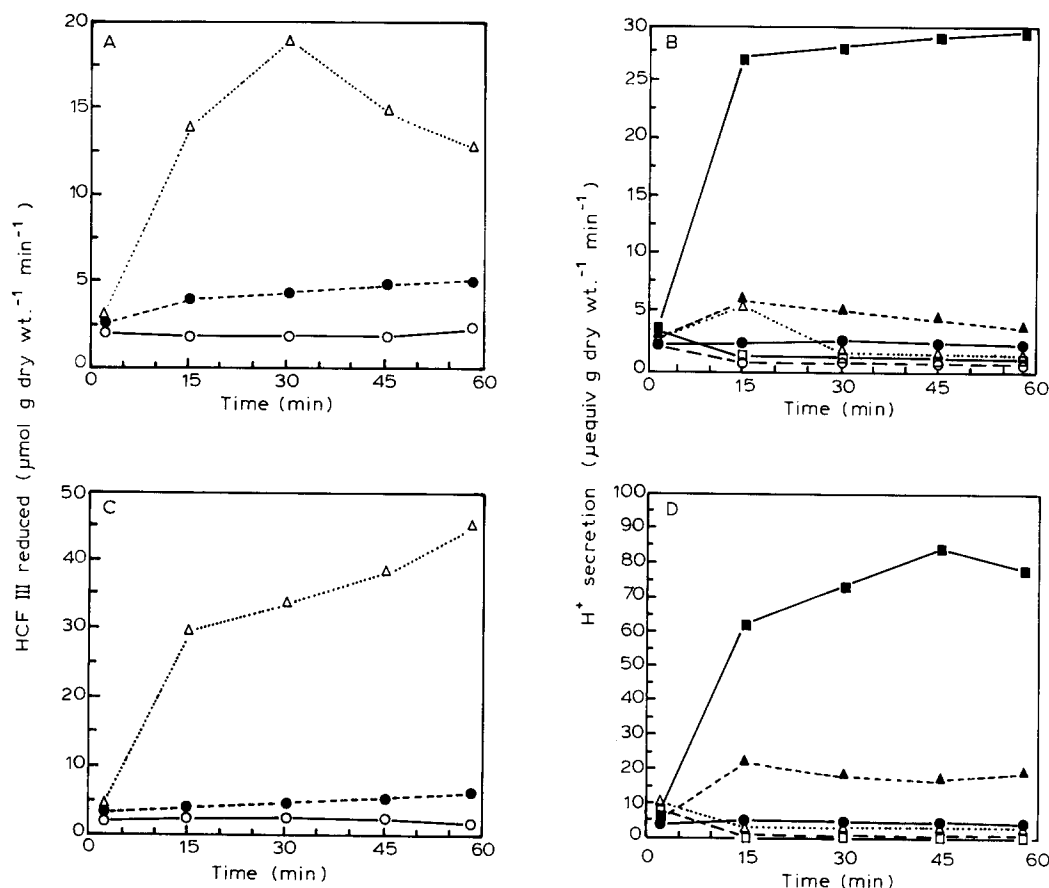 A
20
15
10
5
0
0 15 30 45 60
Time (min)
B
30
25
20
15
10
5
0
0 15 30 45 60
Time (min)
HCF III reduced (μmol g dry wt.⁻¹ min⁻¹)
H⁺ secretion (μequiv g dry wt.⁻¹ min⁻¹)
C
50
40
30
20
10
0
0 15 30 45 60
Time (min)
D
100
90
80
70
60
50
40
30
20
10
0
0 15 30 45 60
Time (min)